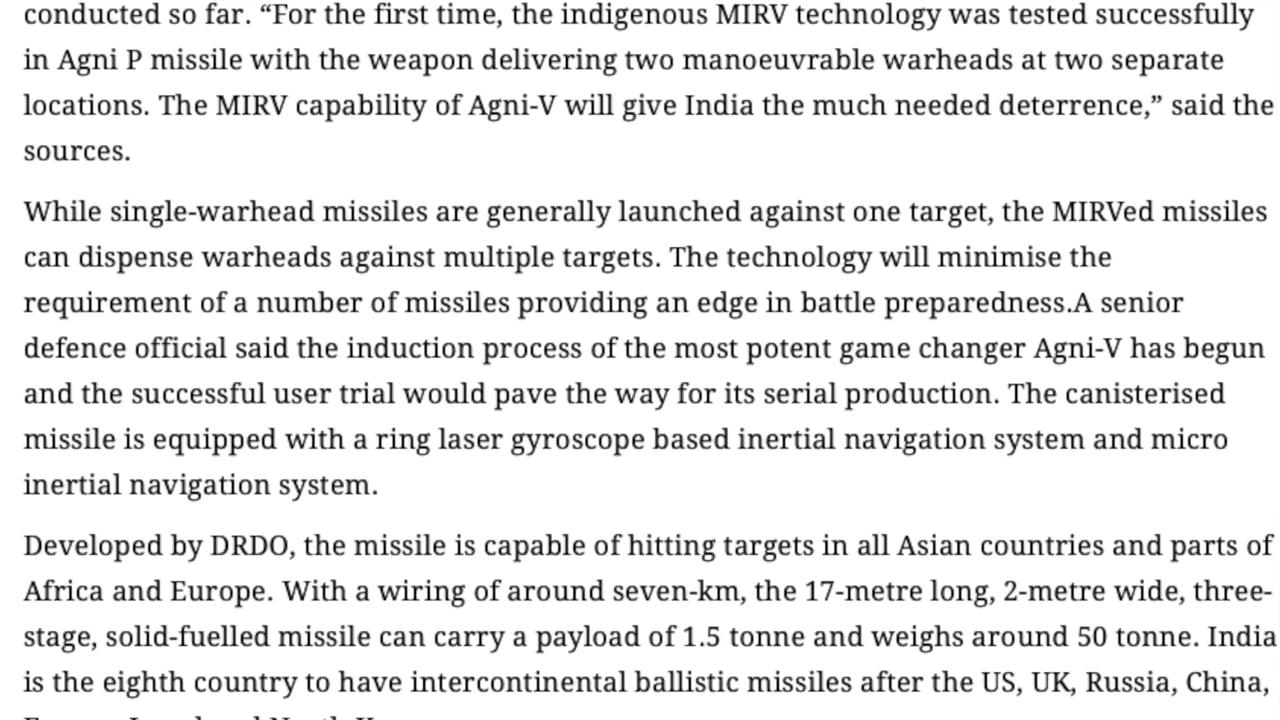 conducted so far. “For the first time, the indigenous MIRV technology was tested successfully
in Agni P missile with the weapon delivering two manoeuvrable warheads at two separate
locations. The MIRV capability of Agni-V will give India the much needed deterrence,” said the
sources.
While single-warhead missiles are generally launched against one target, the MIRVed missiles
can dispense warheads against multiple targets. The technology will minimise the
requirement of a number of missiles providing an edge in battle preparedness.A senior
defence official said the induction process of the most potent game changer Agni-V has begun
and the successful user trial would pave the way for its serial production. The canisterised
missile is equipped with a ring laser gyroscope based inertial navigation system and micro
inertial navigation system.
Developed by DRDO, the missile is capable of hitting targets in all Asian countries and parts of
Africa and Europe. With a wiring of around seven-km, the 17-metre long, 2-metre wide, three-
stage, solid-fuelled missile can carry a payload of 1.5 tonne and weighs around 50 tonne. India
is the eighth country to have intercontinental ballistic missiles after the US, UK, Russia, China,